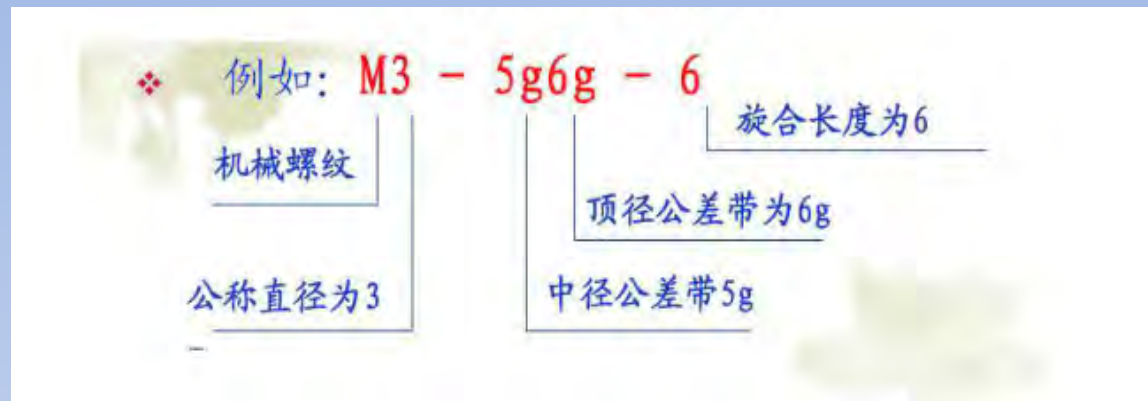 例如: M3 - 5g6g - 6
旋合长度为6
机械螺纹
顶径公差带为6g
公称直径为3
中径公差带5g